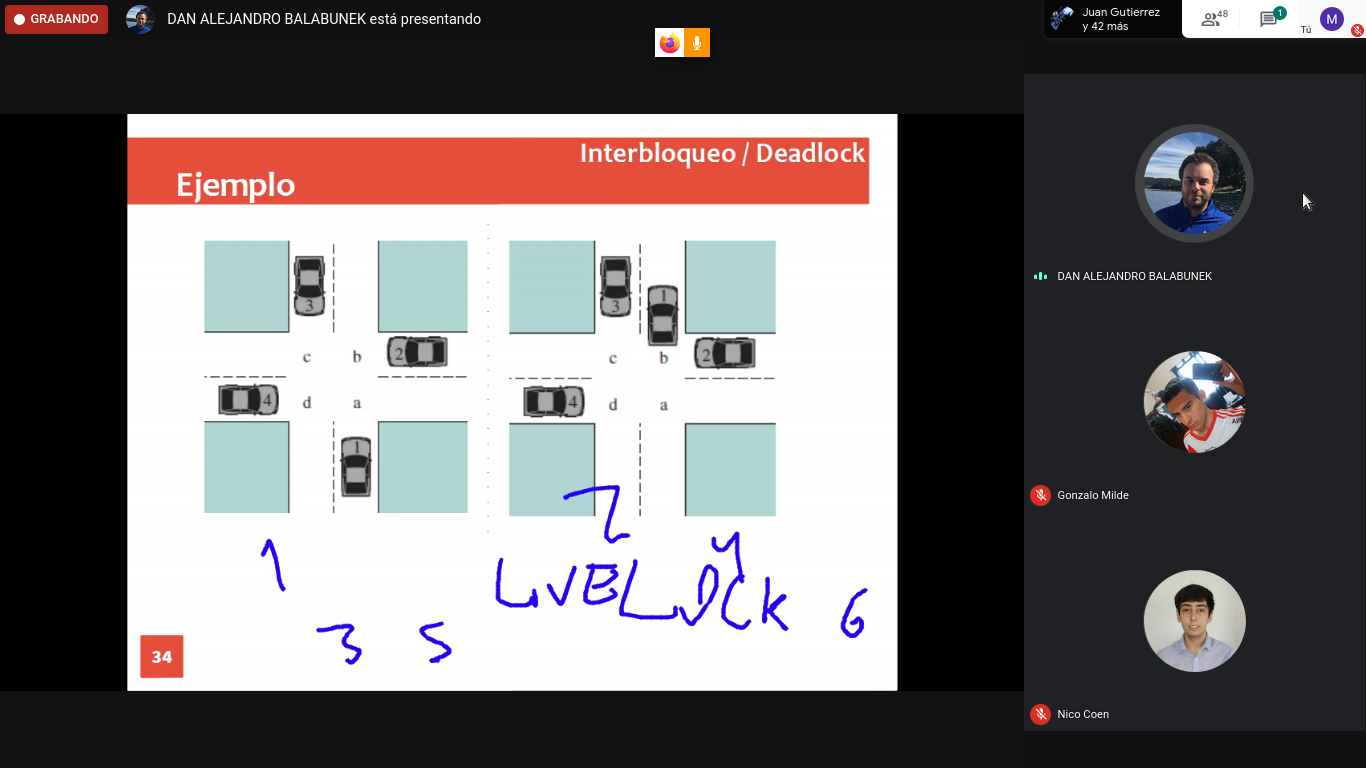 GRABANDO
DAN ALEJANDRO BALABUNEK está presentando
Juan Gutierrez
y 42 más
48
1
Tú
M
Interbloqueo / Deadlock
Ejemplo
3
c b 2
4 d a
1
3 1
c b 2
4 d a
1
2
4
LIVELOCK 6
3 5
34
DAN ALEJANDRO BALABUNEK
Gonzalo Milde
Nico Coen